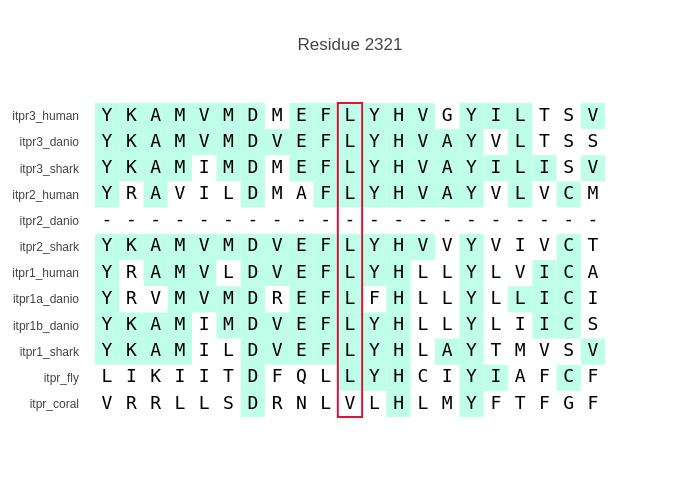 Residue 2321
itpr3_human Y K A M V M D M E F L Y H V G Y I L T S V
itpr3_danio Y K A M V M D V E F L Y H V A Y V L T S S
itpr3_shark Y K A M I M D M E F L Y H V A Y I L I S V
itpr2_human Y R A V I L D M A F L Y H V A Y V L V C M
itpr2_danio - - - - - - - - - - - - - - - - - - - - -
itpr2_shark Y K A M V M D V E F L Y H V V Y V I V C T
itpr1_human Y R A M V L D V E F L Y H L L Y L V I C A
itpr1a_danio Y R V M V M D R E F L F H L L Y L L I C I
itpr1b_danio Y K A M I M D V E F L Y H L L Y L I I C S
itpr1_shark Y K A M I L D V E F L Y H L A Y T M V S V
itpr_fly L I K I I T D F Q L L Y H C I Y I A F C F
itpr_coral V R R L L S D R N L V L H L M Y F T F G F